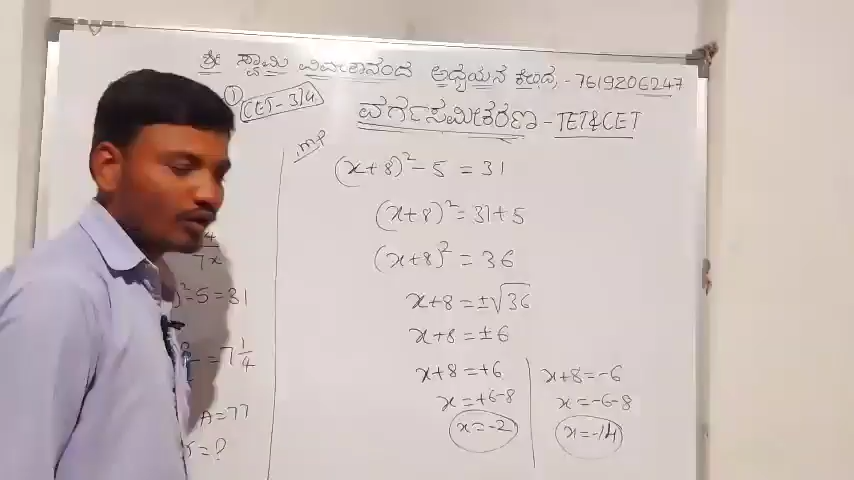 ಶ್ರೀ ಸ್ವಾಮಿ ವಿವೇಕಾನಂದ ಅಧ್ಯಯನ ಕೇಂದ್ರ, - 7619206247
① CET-314
ವರ್ಗಸಮೀಕರಣ - TET&CET
mp
(x+8)² - 5 = 31
(x+8)² = 31+5
(x+8)² = 36
x+8 = ±√36
x+8 = ±6
x+8 = +6
x = +6-8
x = -2
x+8 = -6
x = -6-8
x = -14
7x
)²-5=31
= 7 1/4
A=77
r=?